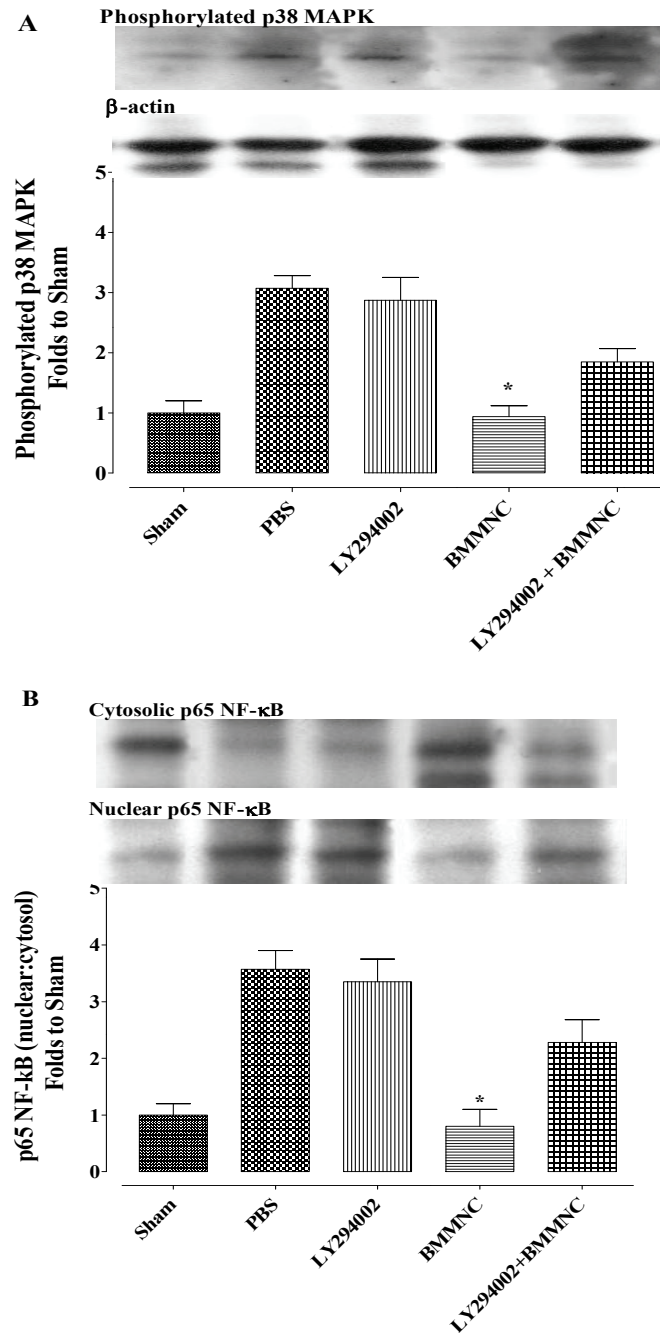 A
Phosphorylated p38 MAPK
β-actin
Phosphorylated p38 MAPK
Folds to Sham
5
4
3
2
1
0
*
Sham
PBS
LY294002
BMMNC
LY294002 + BMMNC
B
Cytosolic p65 NF-κB
Nuclear p65 NF-κB
p65 NF-kB (nuclear:cytosol)
Folds to Sham
5
4
3
2
1
0
*
Sham
PBS
LY294002
BMMNC
LY294002+BMMNC